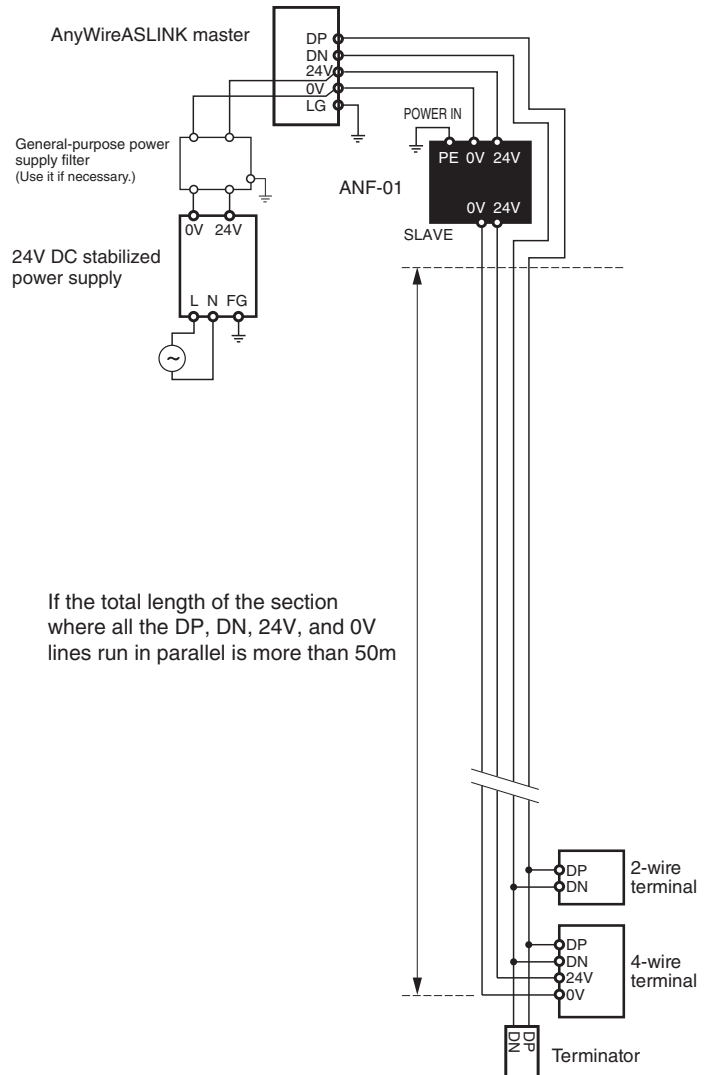 AnyWireASLINK master
DP
DN
24V
0V
LG
General-purpose power
supply filter
(Use it if necessary.)
POWER IN
PE 0V 24V
ANF-01
0V 24V
SLAVE
0V 24V
24V DC stabilized
power supply
L N FG
~
If the total length of the section
where all the DP, DN, 24V, and 0V
lines run in parallel is more than 50m
DP
DN
2-wire
terminal
DP
DN
24V
0V
4-wire
terminal
DP
DN
Terminator